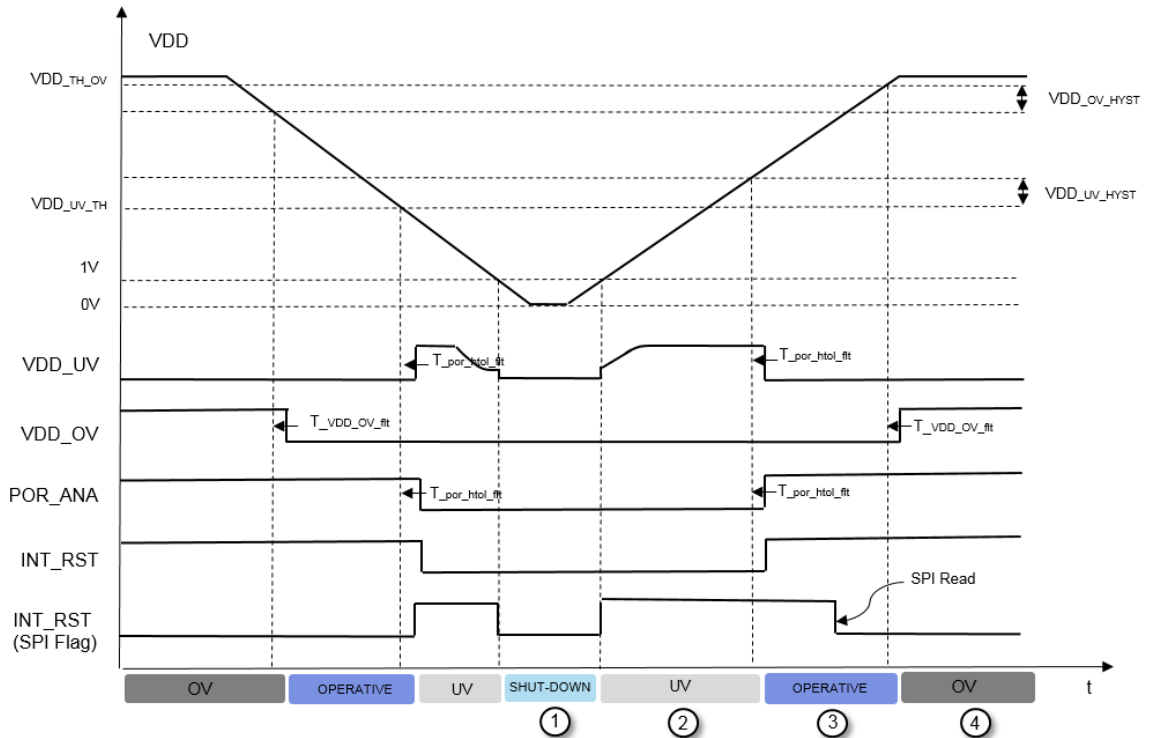 VDD
VDD_TH_OV
VDD_OV_HYST
VDD_UV_TH
VDD_UV_HYST
1V
0V
VDD_UV
T_por_htol_flt
T_por_htol_flt
VDD_OV
T_VDD_OV_flt
T_VDD_OV_flt
POR_ANA
T_por_htol_flt
T_por_htol_flt
INT_RST
SPI Read
INT_RST
(SPI Flag)
OV
OPERATIVE
UV
SHUT-DOWN
UV
OPERATIVE
OV
t
1
2
3
4